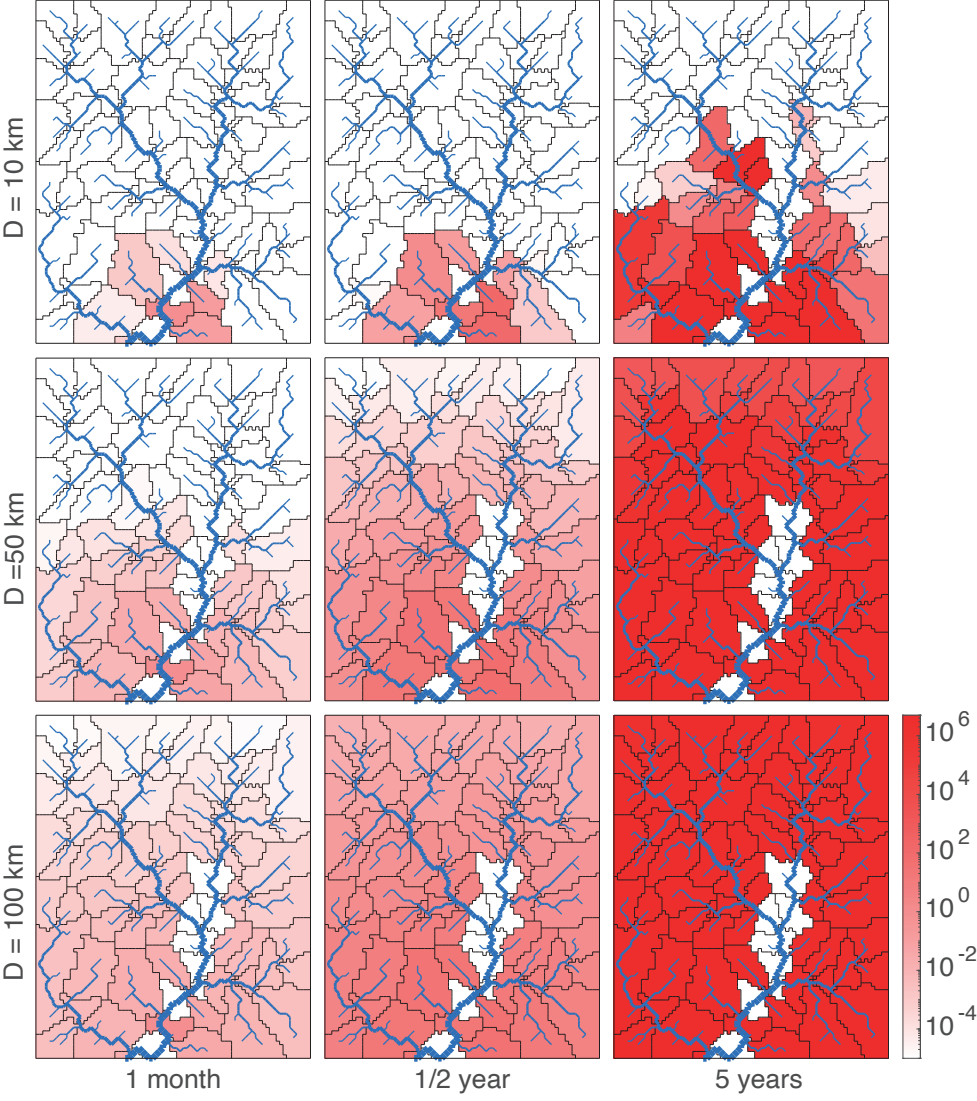 D = 10 km
D =50 km
D = 100 km
10^6
10^4
10^2
10^0
10^-2
10^-4
1 month
1/2 year
5 years